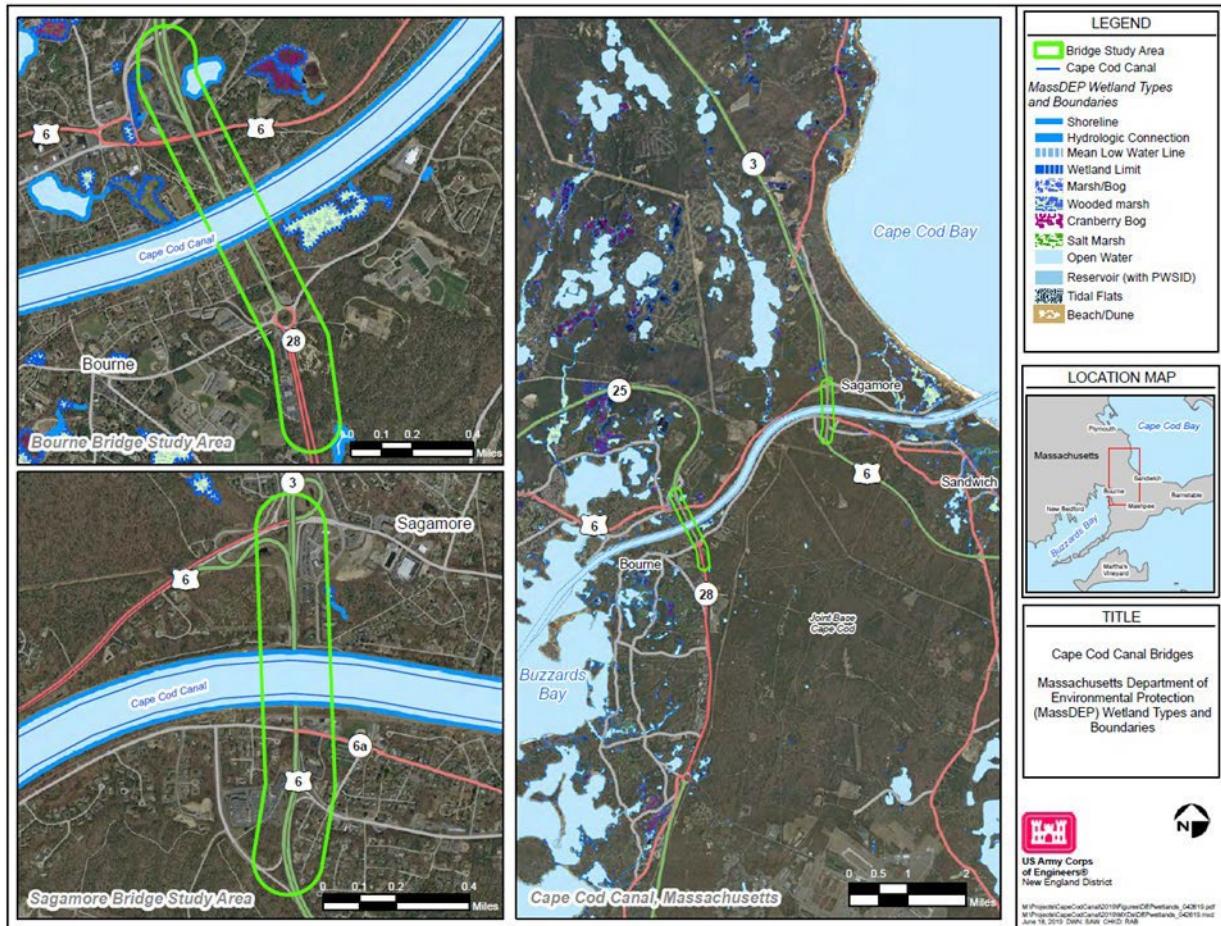 6
6
Cape Cod Canal
28
Bourne
Bourne Bridge Study Area
0 0.1 0.2 0.4
Miles
3
Sagamore
6
Cape Cod Canal
6a
6
Sagamore Bridge Study Area
0 0.1 0.2 0.4
Miles
3
Cape Cod Bay
25
Sagamore
6
Sandwich
6
Bourne
28
Joint Base
Cape Cod
Buzzards
Bay
Cape Cod Canal, Massachusetts
0 0.5 1 2
Miles
LEGEND
Bridge Study Area
Cape Cod Canal
MassDEP Wetland Types
and Boundaries
Shoreline
Hydrologic Connection
Mean Low Water Line
Wetland Limit
Marsh/Bog
Wooded marsh
Cranberry Bog
Salt Marsh
Open Water
Reservoir (with PWSID)
Tidal Flats
Beach/Dune
LOCATION MAP
Plymouth
Cape Cod Bay
Massachusetts
Sandwich
Bourne
Barnstable
Mashpee
New Bedford
Buzzards Bay
Martha's
Vineyard
TITLE
Cape Cod Canal Bridges
Massachusetts Department of
Environmental Protection
(MassDEP) Wetland Types and
Boundaries
N
US Army Corps
of Engineers®
New England District
June 18, 2019 DWN: SAW CHKD: RAB